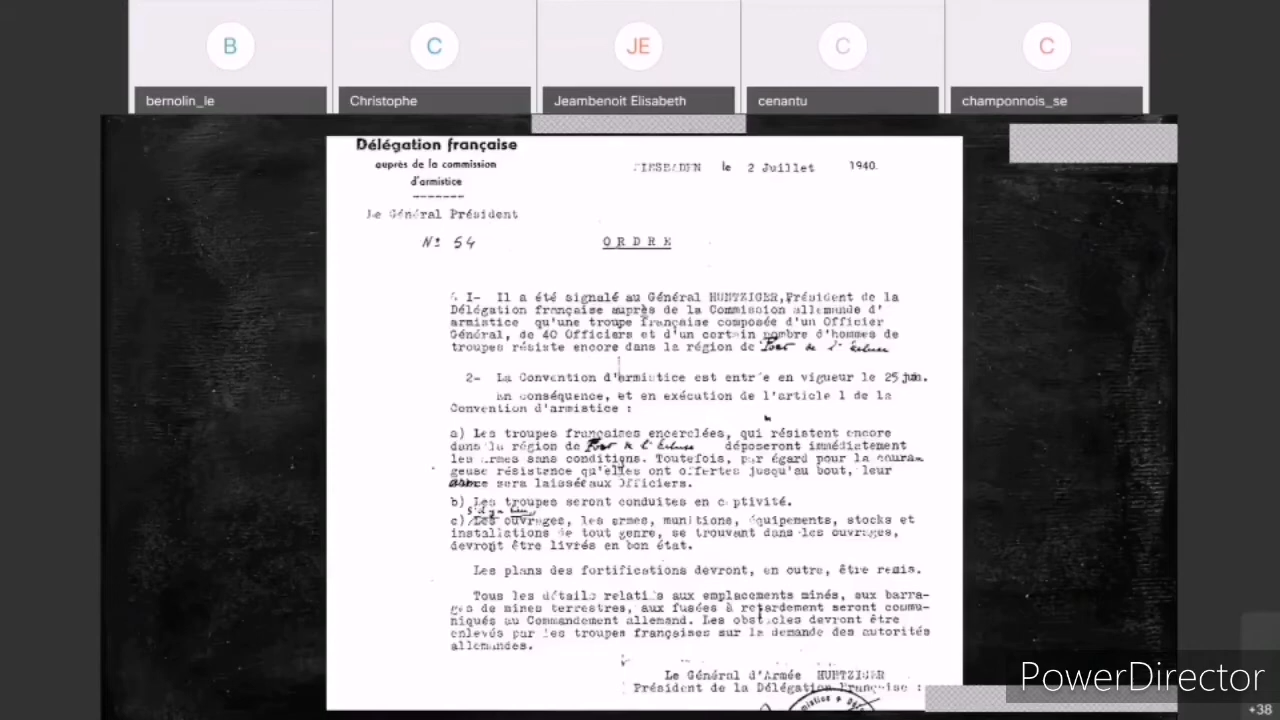 B
C
JE
C
C
bernolin_le
Christophe
Jeambenoit Elisabeth
cenantu
champonnois_se
Délégation française
auprès de la commission
d'armistice
-------
Le Général Président
N° 54
le 2 Juillet 1940.
ORDRE
I- Il a été signalé au Général HUNTZIGER, Président de la
Délégation française auprès de la Commission allemande d'
armistice qu'une troupe française composée d'un Officier
Général, de 40 Officiers et d'un certain nombre d'hommes de
troupes résiste encore dans la région de Fort de l'Ecluse
2- La Convention d'armistice est entrée en vigueur le 25 juin.
En conséquence, et en exécution de l'article 1 de la
Convention d'armistice :
a) Les troupes françaises encerclées, qui résistent encore
dans la région de Fort de l'Ecluse déposeront immédiatement
les armes sans conditions. Toutefois, par égard pour la coura-
geuse résistance qu'elles ont offertes jusqu'au bout, leur
sera laissée aux Officiers.
b) Les troupes seront conduites en captivité.
c) Les ouvrages, les armes, munitions, équipements, stocks et
installations de tout genre, se trouvant dans les ouvrages,
devront être livrés en bon état.
Les plans des fortifications devront, en outre, être remis.
Tous les détails relatifs aux emplacements minés, aux barra-
ges de mines terrestres, aux fusées à retardement seront commu-
niqués au Commandement allemand. Les obstacles devront être
enlevés par les troupes françaises sur la demande des autorités
allemandes.
Le Général d'Armée HUNTZIGER
Président de la Délégation Française :
PowerDirector
+38